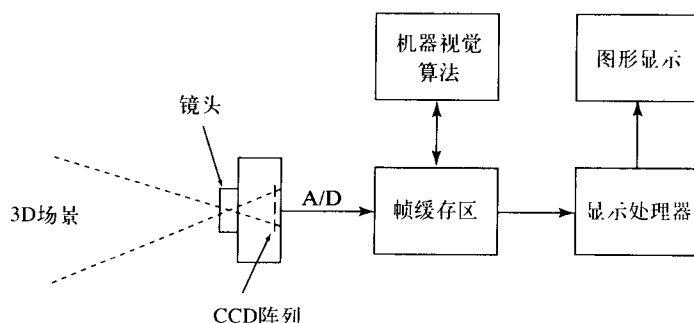 机器视觉
算法
图形显示
镜头
3D场景
A/D
帧缓存区
显示处理器
CCD阵列